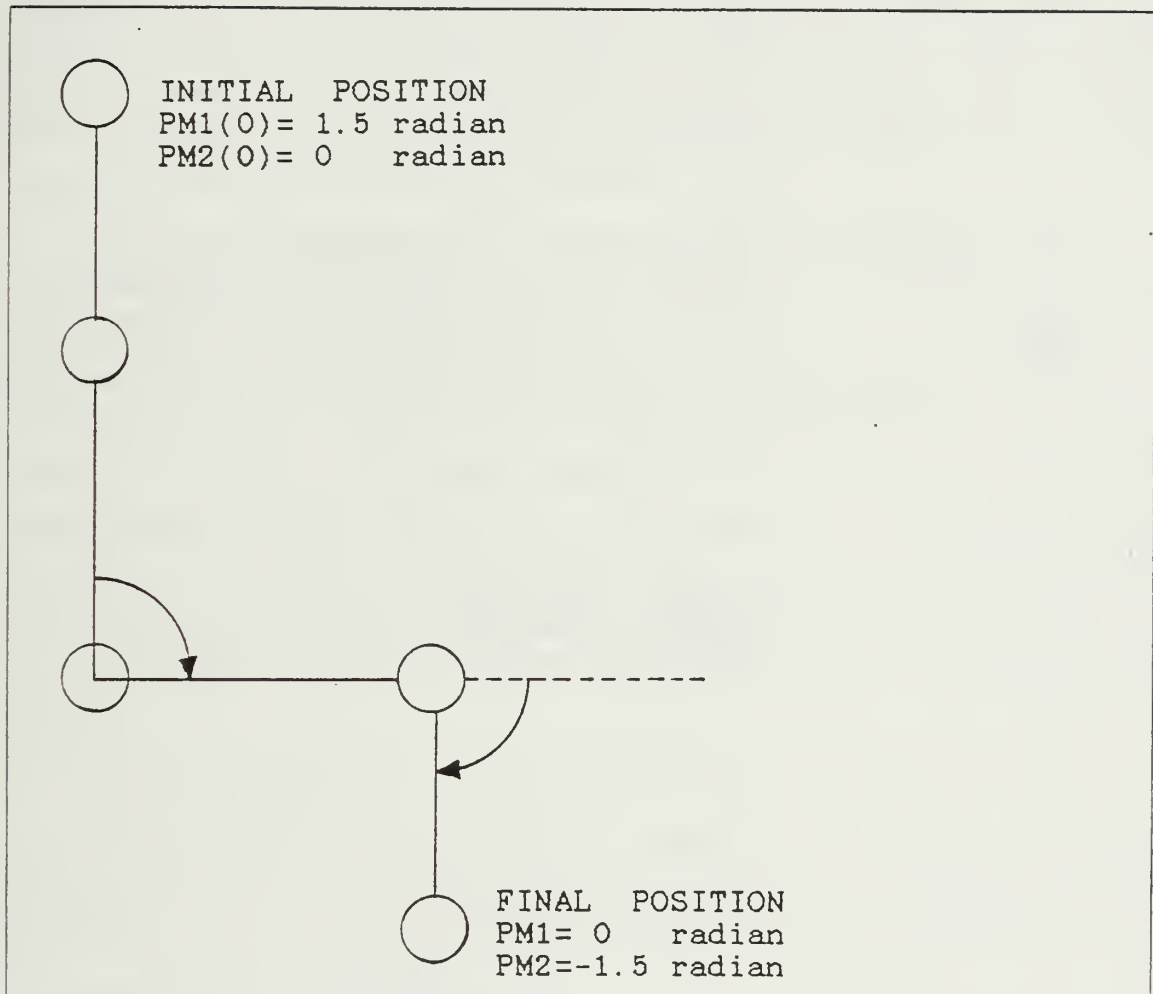 INITIAL POSITION
PM1(0)= 1.5 radian
PM2(0)= 0 radian
FINAL POSITION
PM1= 0 radian
PM2=-1.5 radian